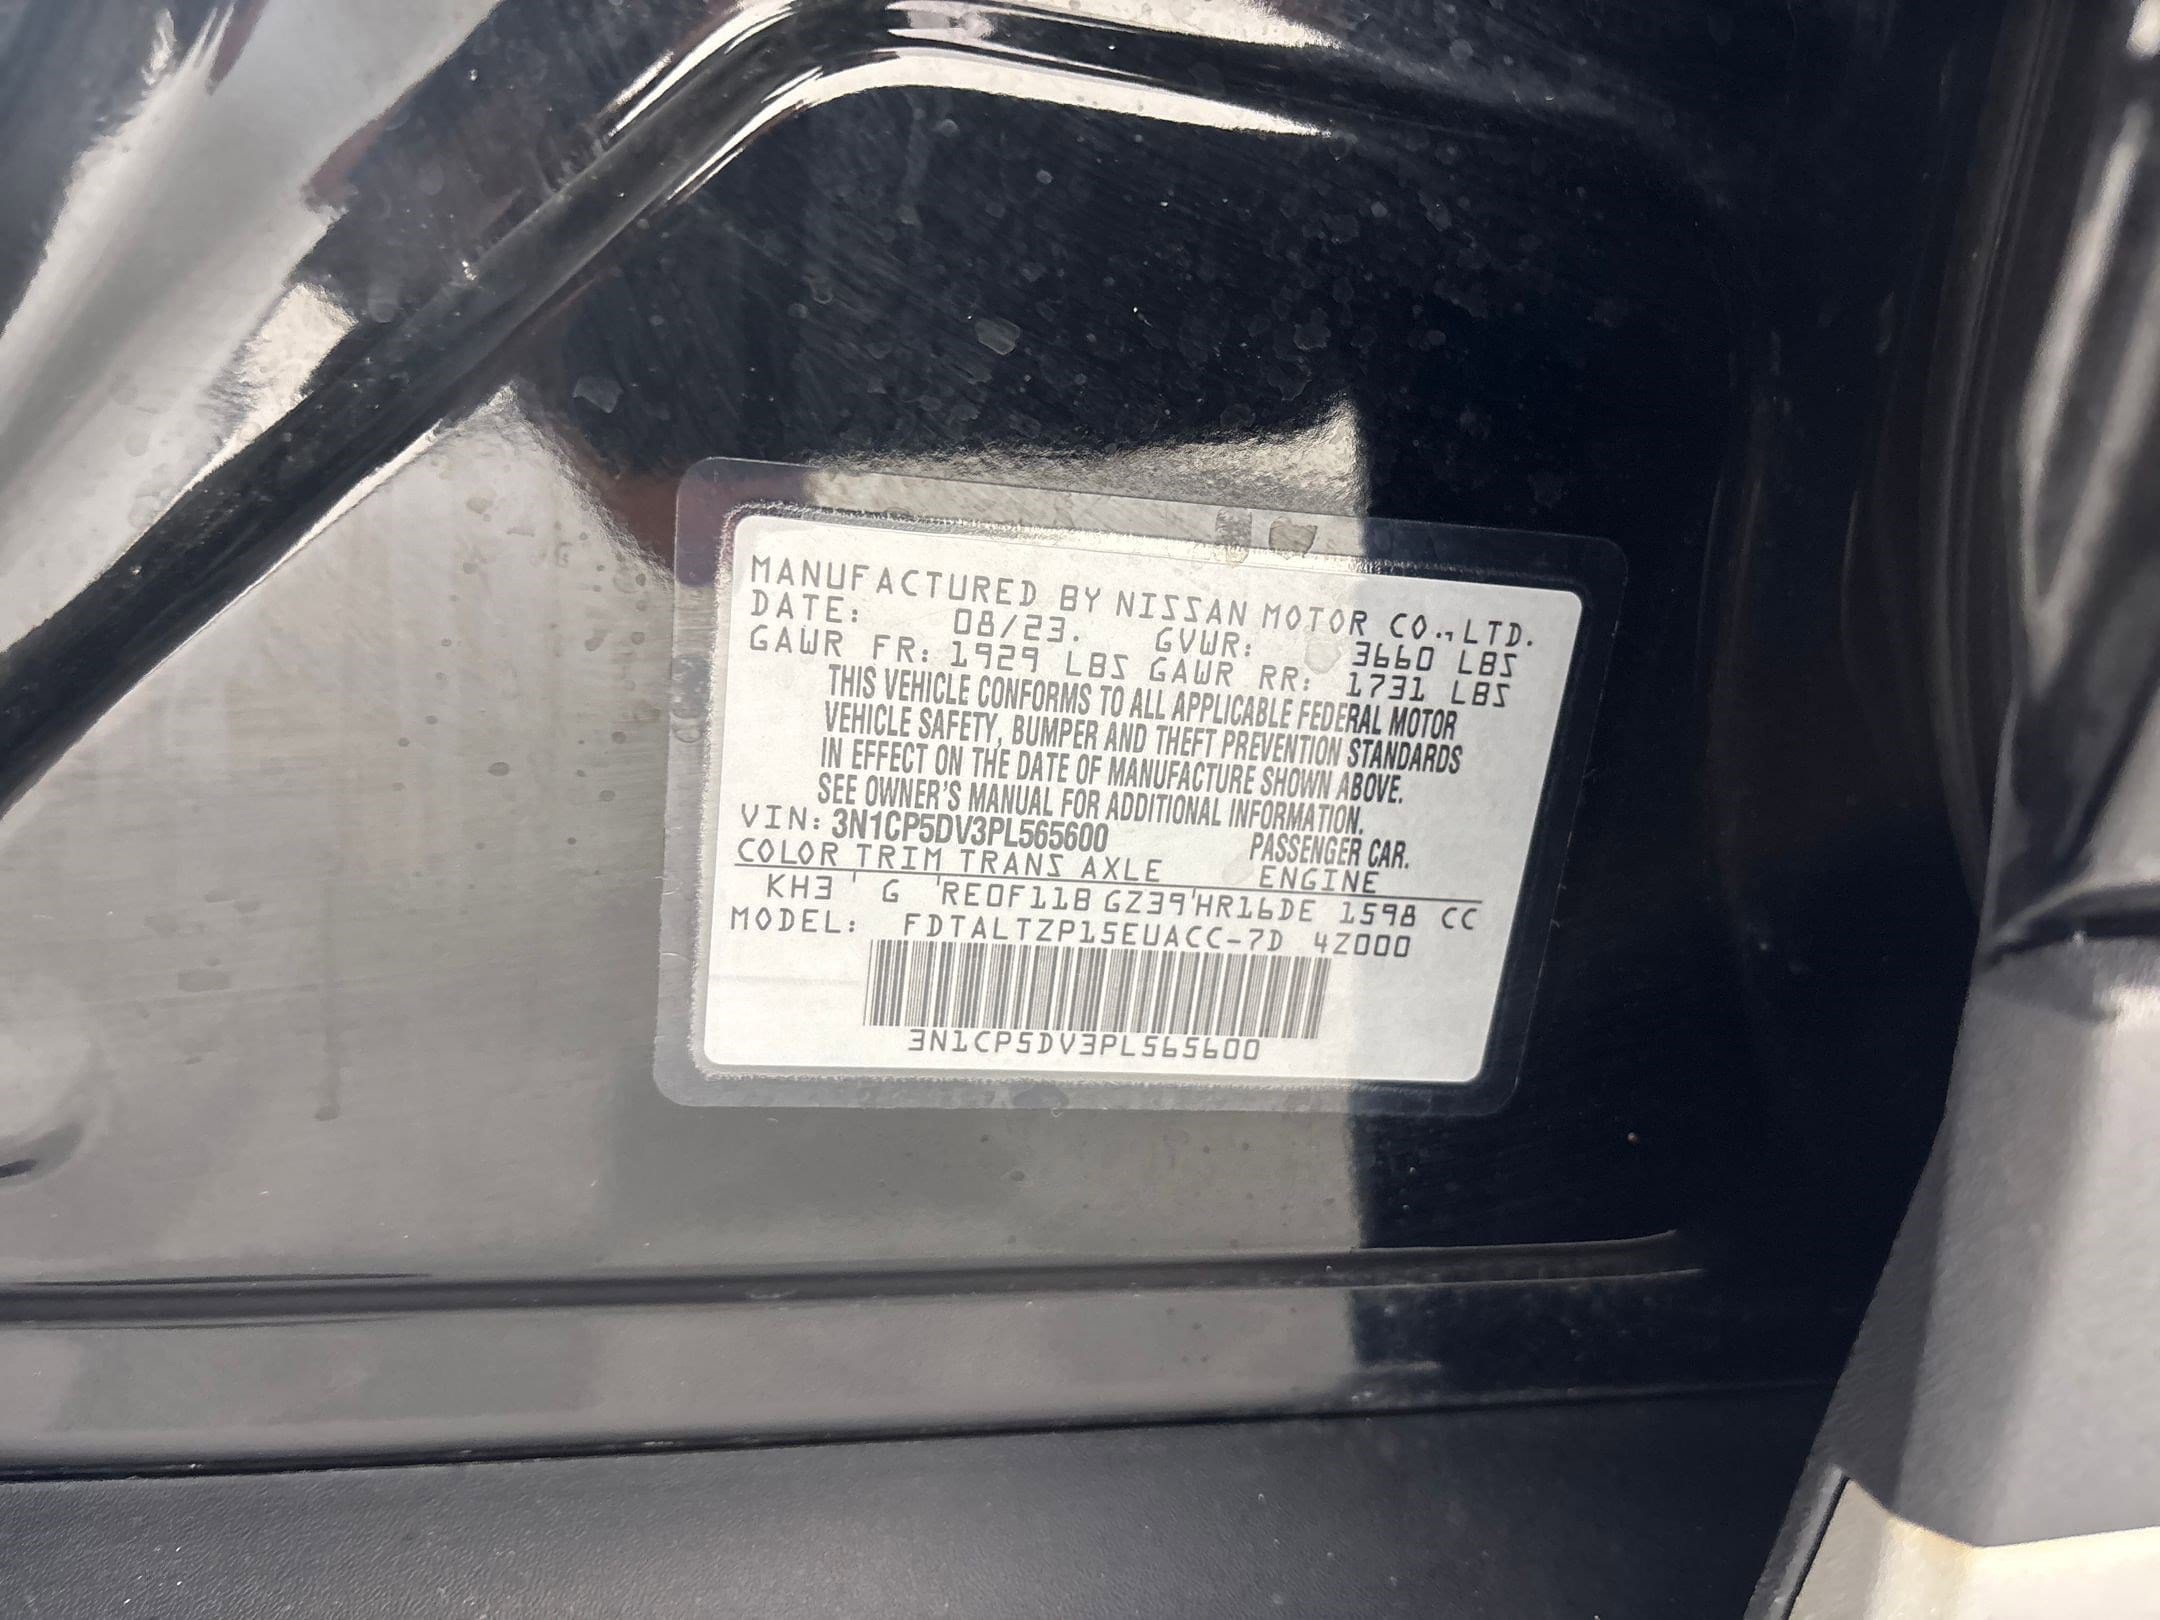 MANUFACTURED BY NISSAN MOTOR CO., LTD.
DATE: 08/23. GVWR: 3660 LBS
GAWR FR: 1929 LBS GAWR RR: 1731 LBS
THIS VEHICLE CONFORMS TO ALL APPLICABLE FEDERAL MOTOR
VEHICLE SAFETY, BUMPER AND THEFT PREVENTION STANDARDS
IN EFFECT ON THE DATE OF MANUFACTURE SHOWN ABOVE.
SEE OWNER'S MANUAL FOR ADDITIONAL INFORMATION.
VIN: 3N1CP5DV3PL565600 PASSENGER CAR.
COLOR TRIM TRANS AXLE ENGINE
KH3 G RE0F11B GZ39 HR16DE 1598 CC
MODEL: FDTALTZP15EUACC-7D 4Z000
3N1CP5DV3PL565600